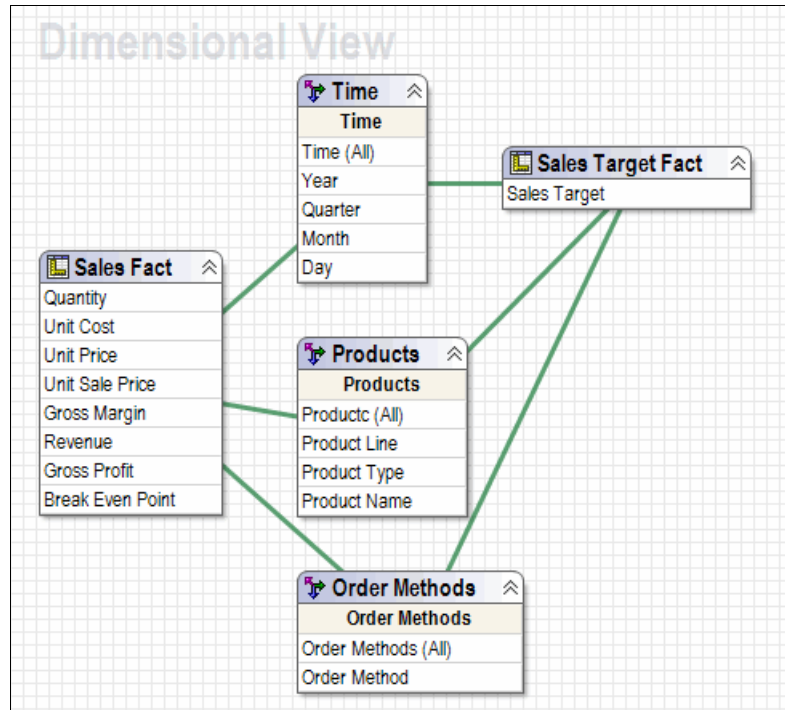 Dimensional View
Time
Time
Time (All)
Year
Quarter
Month
Day
Sales Target Fact
Sales Target
Sales Fact
Quantity
Unit Cost
Unit Price
Unit Sale Price
Gross Margin
Revenue
Gross Profit
Break Even Point
Products
Products
Productc (All)
Product Line
Product Type
Product Name
Order Methods
Order Methods
Order Methods (All)
Order Method